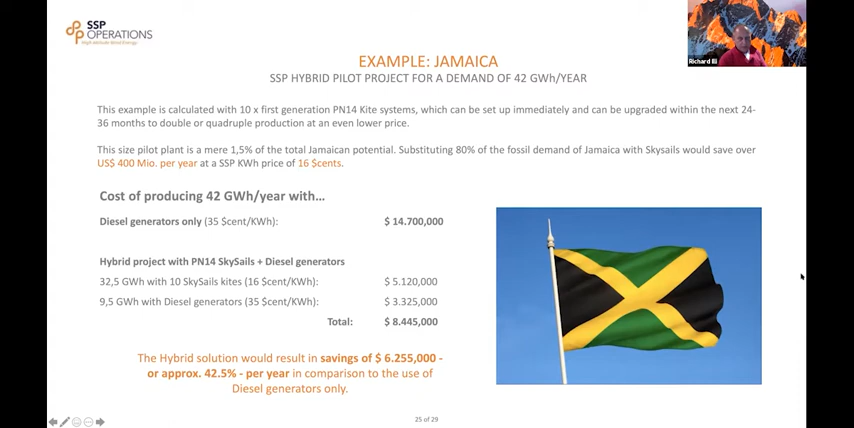 SSP
OPERATIONS
High Altitude Wind Energy
Richard Illi
EXAMPLE: JAMAICA
SSP HYBRID PILOT PROJECT FOR A DEMAND OF 42 GWh/YEAR
This example is calculated with 10 x first generation PN14 Kite systems, which can be set up immediately and can be upgraded within the next 24-
36 months to double or quadruple production at an even lower price.
This size pilot plant is a mere 1,5% of the total Jamaican potential. Substituting 80% of the fossil demand of Jamaica with Skysails would save over
US$ 400 Mio. per year at a SSP KWh price of 16 $cents.
Cost of producing 42 GWh/year with...
Diesel generators only (35 $cent/KWh): $ 14.700,000
Hybrid project with PN14 SkySails + Diesel generators
32,5 GWh with 10 SkySails kites (16 $cent/KWh): $ 5.120,000
9,5 GWh with Diesel generators (35 $cent/KWh): $ 3.325,000
Total: $ 8.445,000
The Hybrid solution would result in savings of $ 6.255,000 -
or approx. 42.5% - per year in comparison to the use of
Diesel generators only.
25 of 29